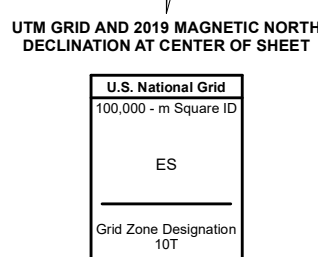 UTM GRID AND 2019 MAGNETIC NORTH
DECLINATION AT CENTER OF SHEET
U.S. National Grid
100,000 - m Square ID
ES
Grid Zone Designation
10T